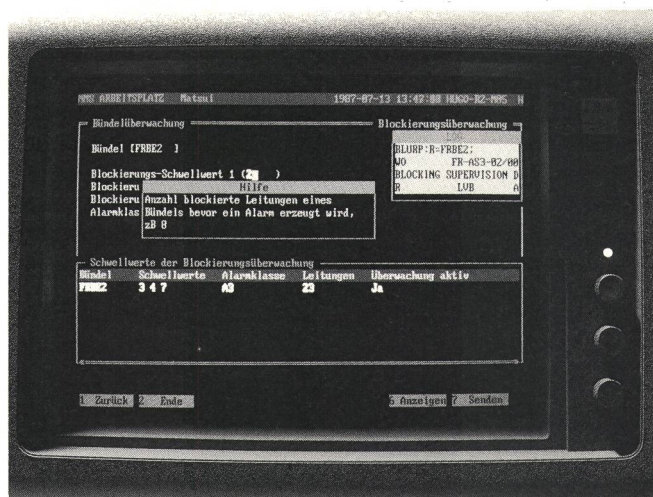 MMS ARBEITSPLATZ Matsui 1987-07-13 13:47:00 HUGO-RZ-M05 H
Bündelüberwachung
Blockierungsüberwachung
Bündel [FRBE2 ]
LOG
BLURP:R=FRBE2;
WO FR-AS3-02/00
BLOCKING SUPERVISION D
R LVB A
Blockierungs-Schwellwert 1 (2 )
Blockieru
Blockieru
Alarmklas
Hilfe
Anzahl blockierte Leitungen eines
Bündels bevor ein Alarm erzeugt wird,
zB 8
Schwellwerte der Blockierungsüberwachung
Bündel Schwellwerte Alarmklasse Leitungen Überwachung aktiv
FRBE2 3 4 7 A3 23 Ja
1 Zurück 2 Ende 6 Anzeigen 7 Senden